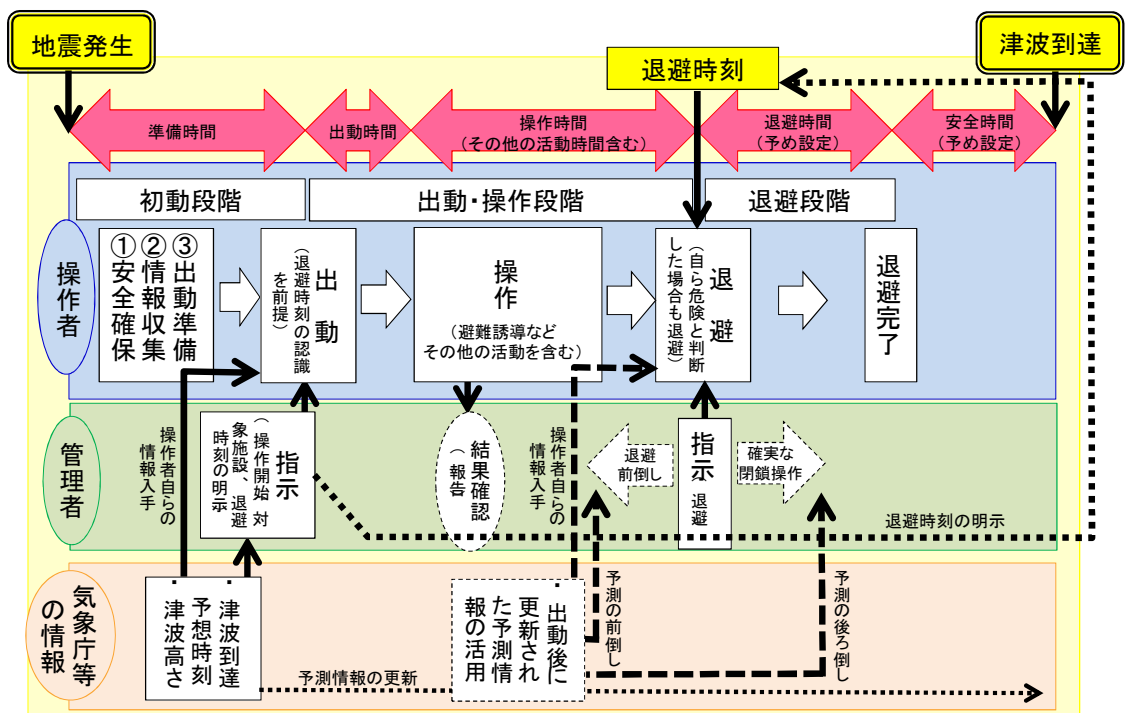 地震発生
退避時刻
津波到達
準備時間
出動時間
操作時間
(その他の活動時間含む)
退避時間
(予め設定)
安全時間
(予め設定)
初動段階
出動・操作段階
退避段階
操作者
①安全確保
②情報収集
③出動準備
出動
(退避時刻の認識
を前提)
操作
(避難誘導など
その他の活動を含む)
退避
(自ら危険と判断
した場合も退避)
退避完了
管理者
操作者自らの
情報入手
指示
(操作開始 対
象施設、退避
時刻の明示
結果確認
(報告
操作者自らの
情報入手
退避
前倒し
指示
退避
確実な
閉鎖操作
退避時刻の明示
気象庁等
の情報
・津波到達
予想時刻
・津波高さ
予測情報の更新
・出動後に
更新され
た予測情
報の活用
予測の前倒し
予測の後ろ倒し